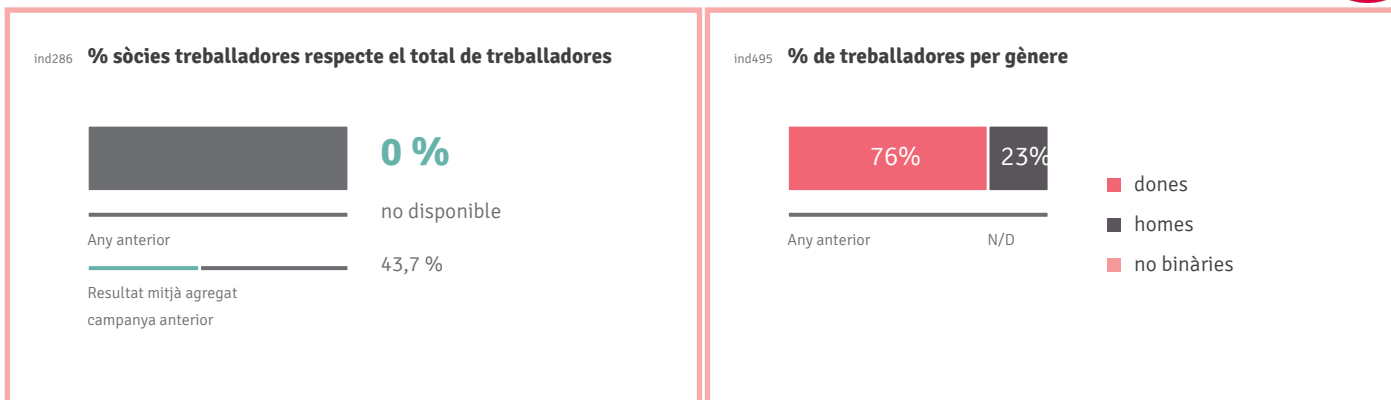 ind286 % sòcies treballadores respecte el total de treballadores
0 %
no disponible
Any anterior
43,7 %
Resultat mitjà agregat
campanya anterior
ind495 % de treballadores per gènere
76% 23%
dones
homes
no binàries
Any anterior N/D